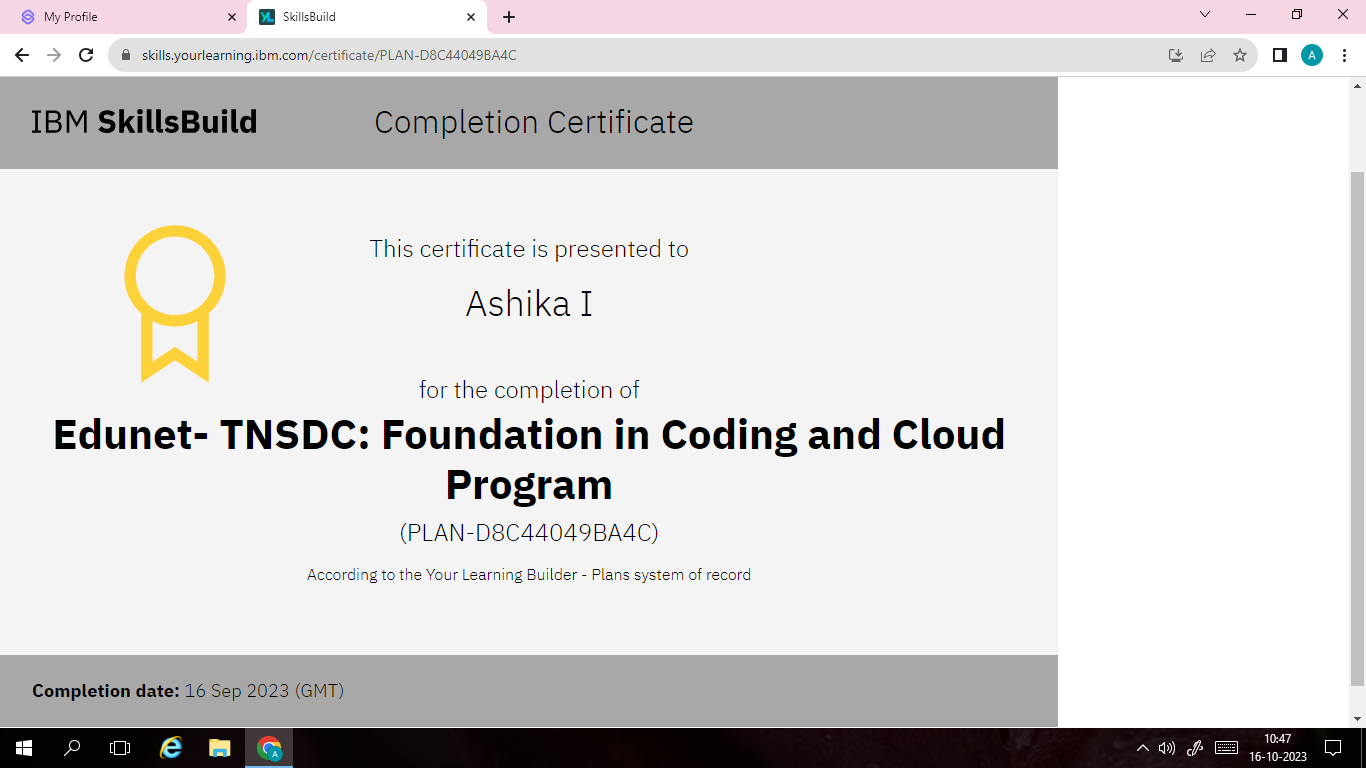 My Profile
SkillsBuild
skills.yourlearning.ibm.com/certificate/PLAN-D8C44049BA4C
A
IBM SkillsBuild
Completion Certificate
This certificate is presented to
Ashika I
for the completion of
Edunet- TNSDC: Foundation in Coding and Cloud
Program
(PLAN-D8C44049BA4C)
According to the Your Learning Builder - Plans system of record
Completion date: 16 Sep 2023 (GMT)
A
10:47
16-10-2023